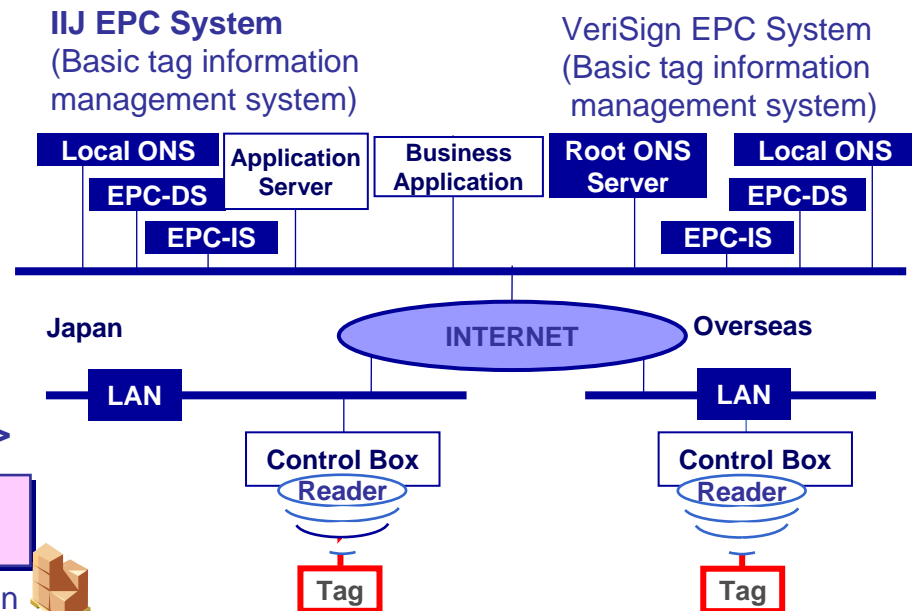 IIJ EPC System
(Basic tag information
management system)
VeriSign EPC System
(Basic tag information
management system)
Local ONS
EPC-DS
EPC-IS
Application
Server
Business
Application
Root ONS
Server
Local ONS
EPC-DS
EPC-IS
Japan
INTERNET
Overseas
LAN
LAN
>
Control Box
Reader
Control Box
Reader
Tag
Tag
n